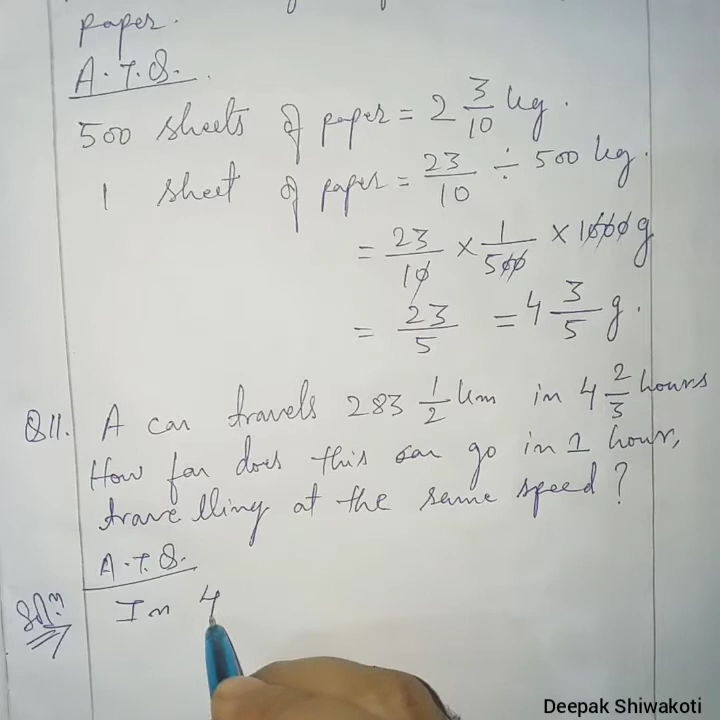 paper.
A.T.Q.
500 sheets of paper = 2 3/10 kg.
1 sheet of paper = 23/10 ÷ 500 kg.
= 23/10 × 1/500 × 1000 g
= 23/5 = 4 3/5 g.
Q11. A car travels 283 1/2 km in 4 2/3 hours
How far does this car go in 1 hour,
travelling at the same speed?
A.T.Q.
Sol:n In 4
Deepak Shiwakoti